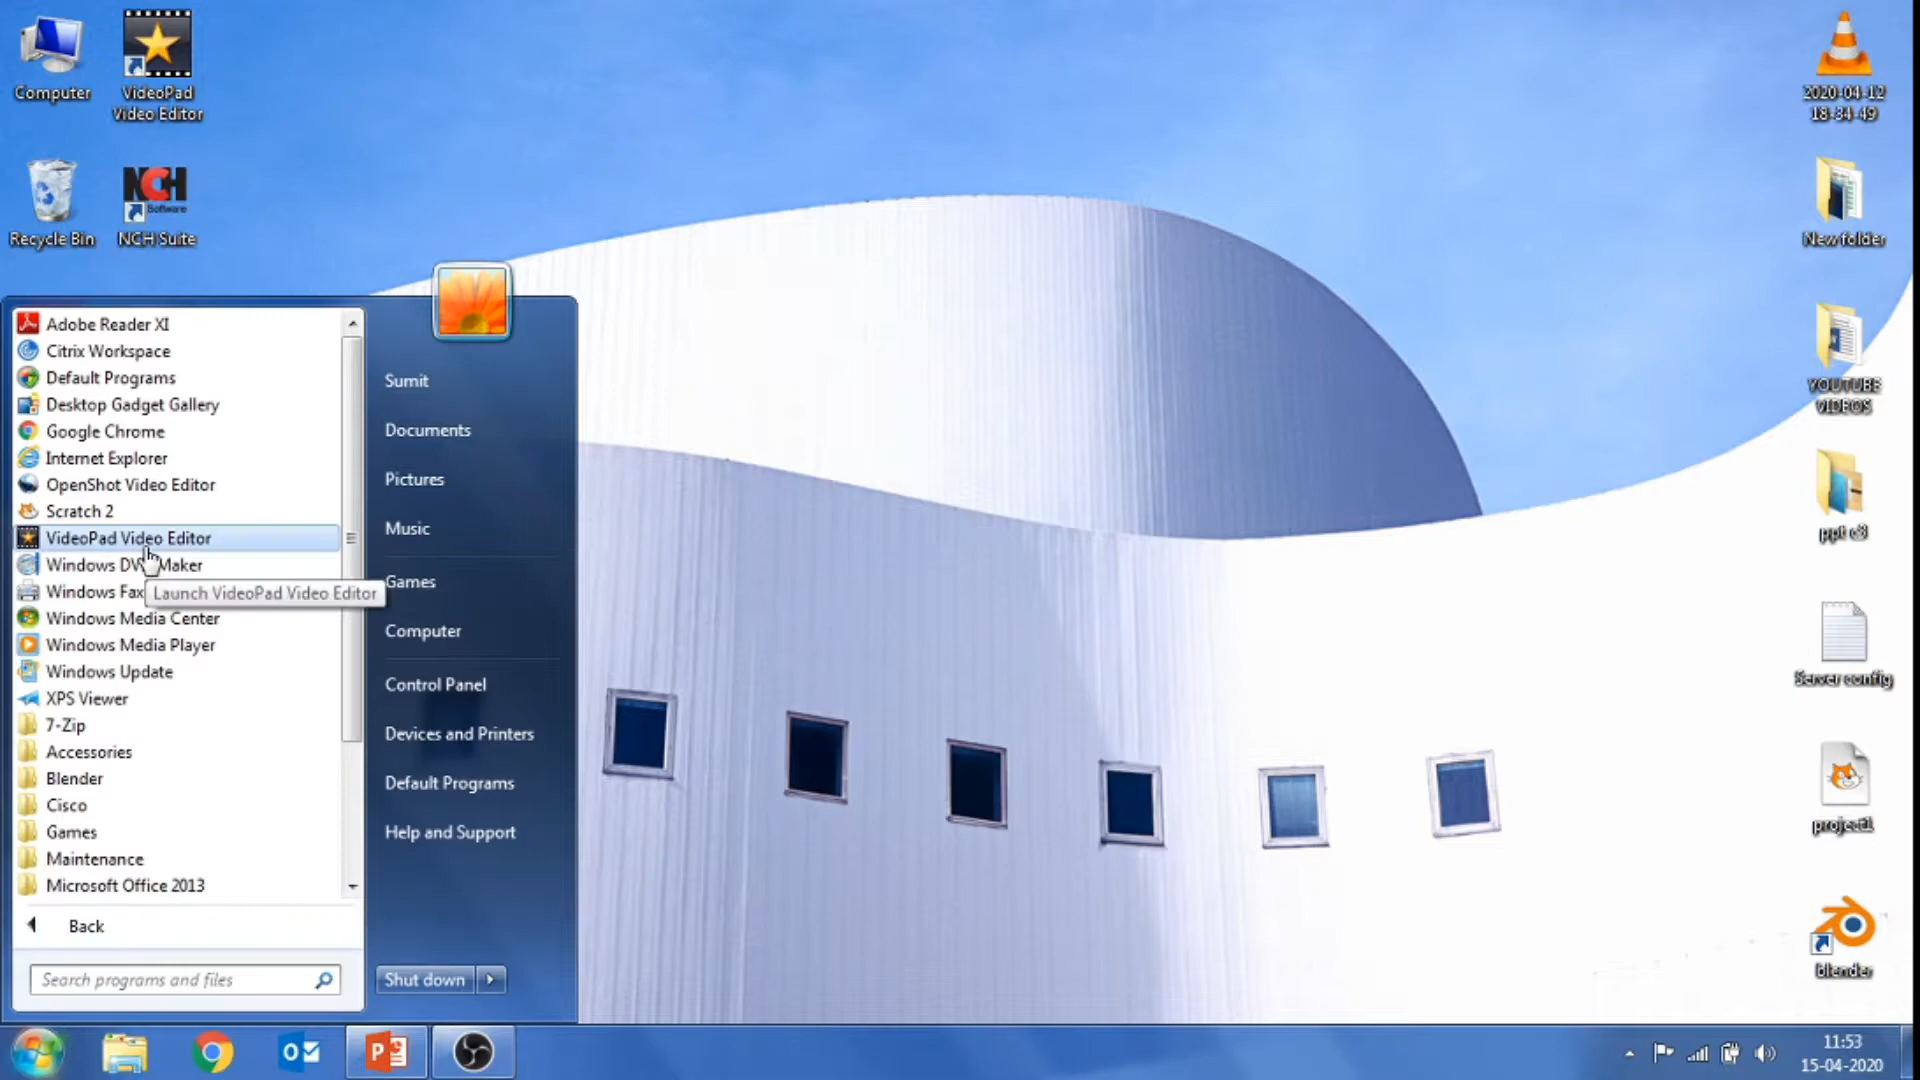 Computer
VideoPad
Video Editor
Recycle Bin
NCH
Software
NCH Suite
2020-04-12
18-34-49
New folder
YOUTUBE
VIDEOS
ppt c3
Server config
project1
blender
Adobe Reader XI
Citrix Workspace
Default Programs
Desktop Gadget Gallery
Google Chrome
Internet Explorer
OpenShot Video Editor
Scratch 2
VideoPad Video Editor
Windows DV Maker
Windows Fax
Launch VideoPad Video Editor
Windows Media Center
Windows Media Player
Windows Update
XPS Viewer
7-Zip
Accessories
Blender
Cisco
Games
Maintenance
Microsoft Office 2013
Back
Search programs and files
Sumit
Documents
Pictures
Music
Games
Computer
Control Panel
Devices and Printers
Default Programs
Help and Support
Shut down
11:53
15-04-2020